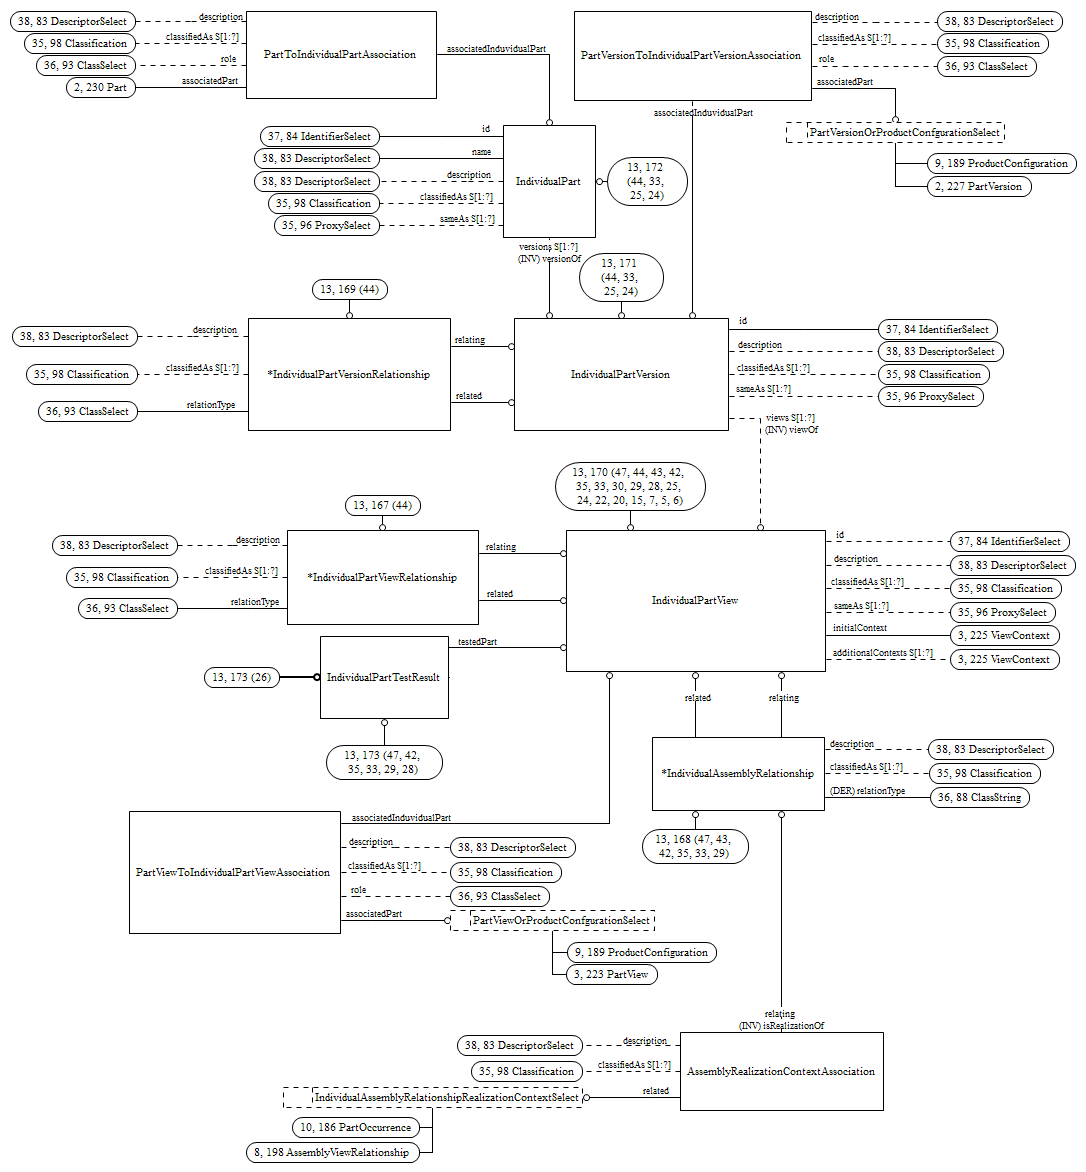 38, 83 DescriptorSelect
description
35, 98 Classification
classifiedAs S[1:?]
36, 93 ClassSelect
role
2, 230 Part
associatedPart
PartToIndividualPartAssociation
associatedInduvidualPart
PartVersionToIndividualPartVersionAssociation
description
38, 83 DescriptorSelect
classifiedAs S[1:?]
35, 98 Classification
role
36, 93 ClassSelect
associatedPart
associatedInduvidualPart
PartVersionOrProductConfgurationSelect
9, 189 ProductConfiguration
2, 227 PartVersion
37, 84 IdentifierSelect
id
38, 83 DescriptorSelect
name
38, 83 DescriptorSelect
description
35, 98 Classification
classifiedAs S[1:?]
35, 96 ProxySelect
sameAs S[1:?]
IndividualPart
13, 172
(44, 33,
25, 24)
versions S[1:?]
(INV) versionOf
13, 171
(44, 33,
25, 24)
13, 169 (44)
38, 83 DescriptorSelect
description
35, 98 Classification
classifiedAs S[1:?]
36, 93 ClassSelect
relationType
*IndividualPartVersionRelationship
relating
related
IndividualPartVersion
id
37, 84 IdentifierSelect
description
38, 83 DescriptorSelect
classifiedAs S[1:?]
35, 98 Classification
sameAs S[1:?]
35, 96 ProxySelect
views S[1:?]
(INV) viewOf
13, 170 (47, 44, 43, 42,
35, 33, 30, 29, 28, 25,
24, 22, 20, 15, 7, 5, 6)
13, 167 (44)
38, 83 DescriptorSelect
description
35, 98 Classification
classifiedAs S[1:?]
36, 93 ClassSelect
relationType
*IndividualPartViewRelationship
relating
related
IndividualPartView
id
37, 84 IdentifierSelect
description
38, 83 DescriptorSelect
classifiedAs S[1:?]
35, 98 Classification
sameAs S[1:?]
35, 96 ProxySelect
initialContext
3, 225 ViewContext
additionalContexts S[1:?]
3, 225 ViewContext
testedPart
13, 173 (26)
IndividualPartTestResult
13, 173 (47, 42,
35, 33, 29, 28)
related
relating
*IndividualAssemblyRelationship
description
38, 83 DescriptorSelect
classifiedAs S[1:?]
35, 98 Classification
(DER) relationType
36, 88 ClassString
13, 168 (47, 43,
42, 35, 33, 29)
PartViewToIndividualPartViewAssociation
associatedInduvidualPart
description
38, 83 DescriptorSelect
classifiedAs S[1:?]
35, 98 Classification
role
36, 93 ClassSelect
associatedPart
PartViewOrProductConfgurationSelect
9, 189 ProductConfiguration
3, 223 PartView
relating
(INV) isRealizationOf
38, 83 DescriptorSelect
description
35, 98 Classification
classifiedAs S[1:?]
IndividualAssemblyRelationshipRealizationContextSelect
related
AssemblyRealizationContextAssociation
10, 186 PartOccurrence
8, 198 AssemblyViewRelationship